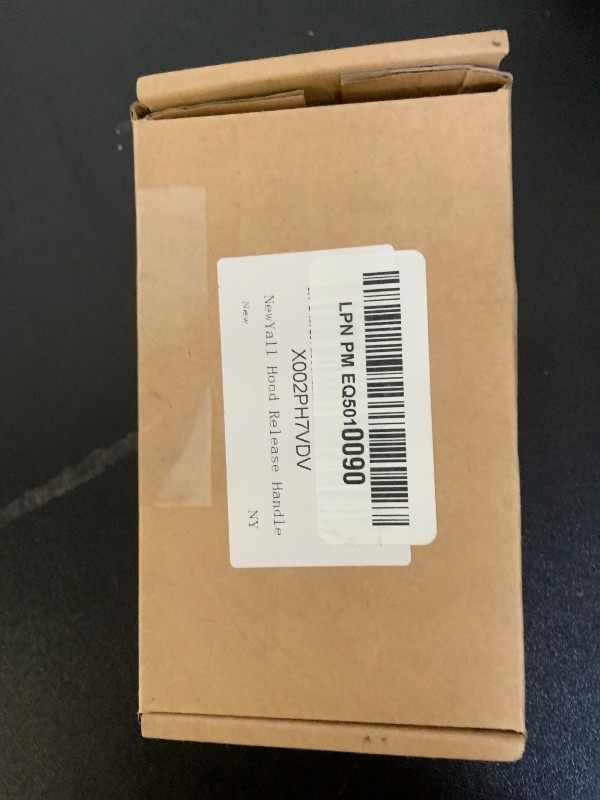 LPN PM EQ5010090
X002PH7VDV
NewYall Hood Release Handle
NY
New